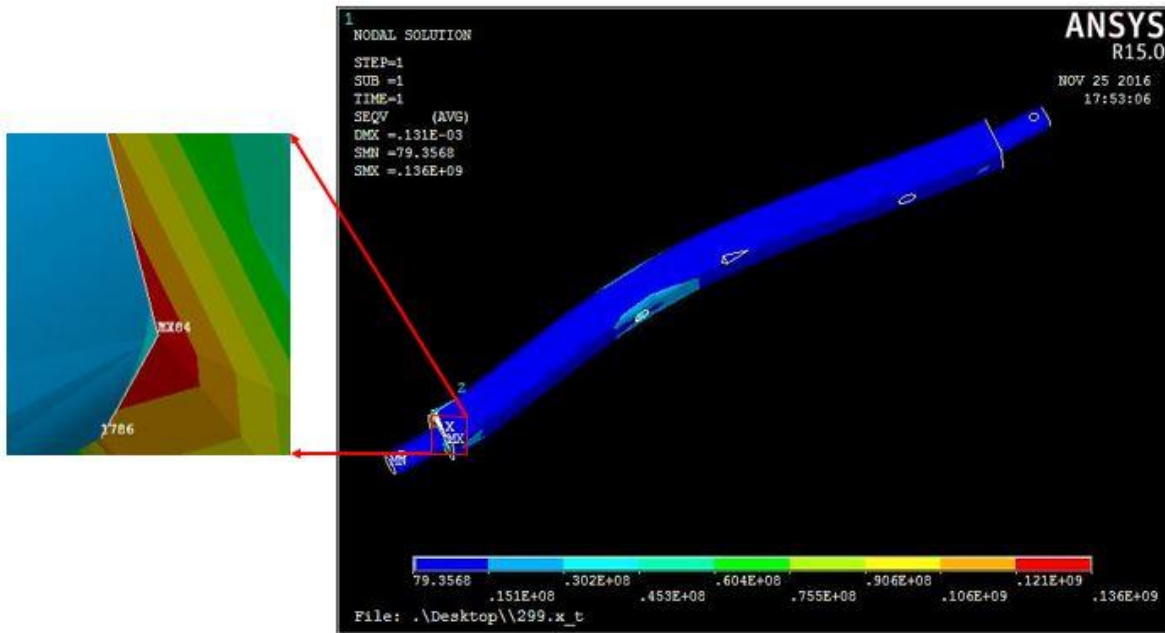 1
NODAL SOLUTION
STEP=1
SUB =1
TIME=1
SEQV (AVG)
DMX =.131E-03
SMN =79.3568
SMX =.136E+09
ANSYS
R15.0
NOV 25 2016
17:53:06
1786
Z
X
MX
MN
79.3568 .302E+08 .604E+08 .906E+08 .121E+09
.151E+08 .453E+08 .755E+08 .106E+09 .136E+09
File: .\Desktop\\299.x_t